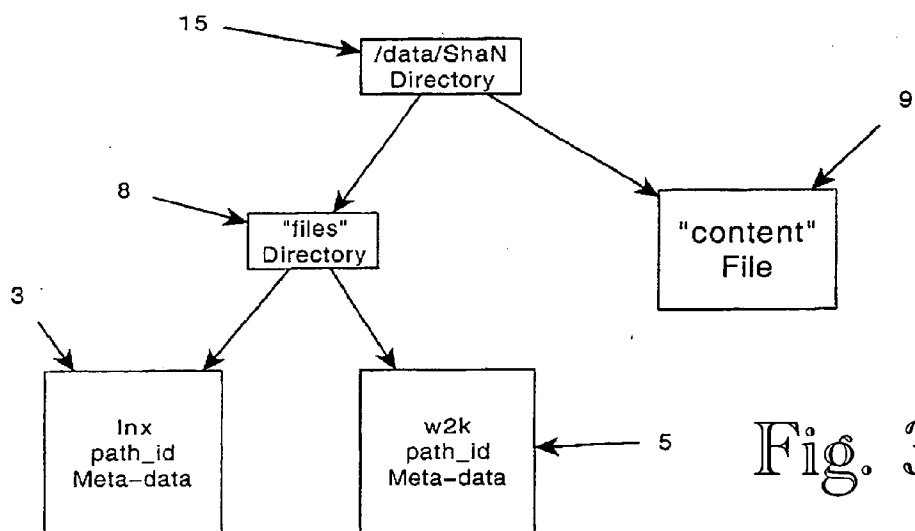 15
/data/ShaN
Directory
9
8
"files"
Directory
"content"
File
3
lnx
path_id
Meta-data
w2k
path_id
Meta-data
5
Fig. 3